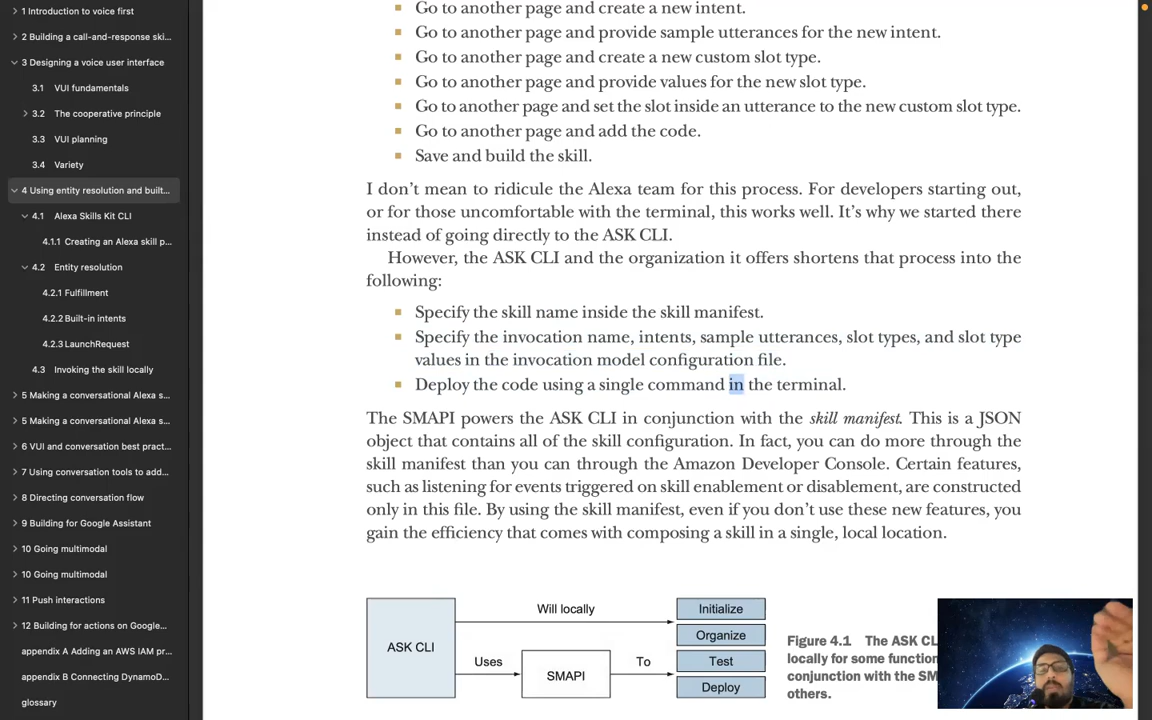 1 Introduction to voice first
2 Building a call-and-response ski...
3 Designing a voice user interface
3.1 VUI fundamentals
3.2 The cooperative principle
3.3 VUI planning
3.4 Variety
4 Using entity resolution and built...
4.1 Alexa Skills Kit CLI
4.1.1 Creating an Alexa skill p...
4.2 Entity resolution
4.2.1 Fulfillment
4.2.2 Built-in intents
4.2.3 LaunchRequest
4.3 Invoking the skill locally
5 Making a conversational Alexa s...
5 Making a conversational Alexa s...
6 VUI and conversation best pract...
7 Using conversation tools to add...
8 Directing conversation flow
9 Building for Google Assistant
10 Going multimodal
10 Going multimodal
11 Push interactions
12 Building for actions on Google...
appendix A Adding an AWS IAM pr...
appendix B Connecting DynamoD...
glossary
Go to another page and create a new intent.
Go to another page and provide sample utterances for the new intent.
Go to another page and create a new custom slot type.
Go to another page and provide values for the new slot type.
Go to another page and set the slot inside an utterance to the new custom slot type.
Go to another page and add the code.
Save and build the skill.
I don't mean to ridicule the Alexa team for this process. For developers starting out,
or for those uncomfortable with the terminal, this works well. It's why we started there
instead of going directly to the ASK CLI.
However, the ASK CLI and the organization it offers shortens that process into the
following:
Specify the skill name inside the skill manifest.
Specify the invocation name, intents, sample utterances, slot types, and slot type
values in the invocation model configuration file.
Deploy the code using a single command in the terminal.
The SMAPI powers the ASK CLI in conjunction with the skill manifest. This is a JSON
object that contains all of the skill configuration. In fact, you can do more through the
skill manifest than you can through the Amazon Developer Console. Certain features,
such as listening for events triggered on skill enablement or disablement, are constructed
only in this file. By using the skill manifest, even if you don't use these new features, you
gain the efficiency that comes with composing a skill in a single, local location.
ASK CLI
Will locally
Uses
SMAPI
To
Initialize
Organize
Test
Deploy
Figure 4.1 The ASK CL
locally for some function
conjunction with the SM
others.